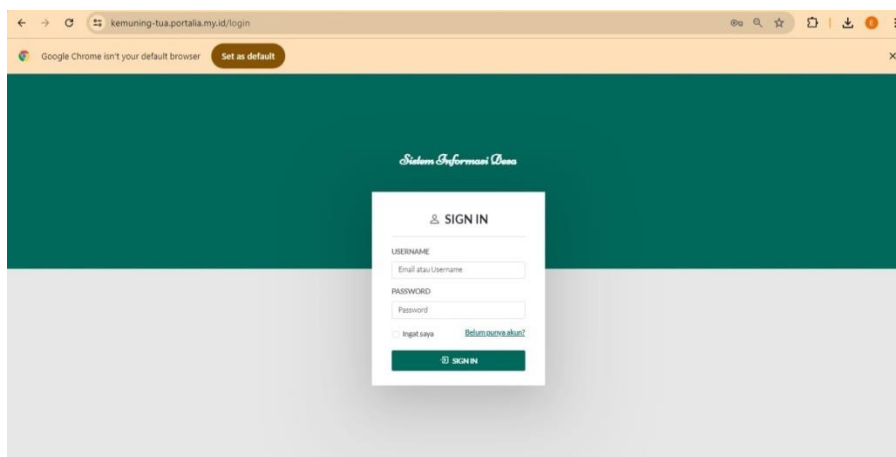 kemuning-tua.portalia.my.id/login
Google Chrome isn't your default browser Set as default
Sistem Informasi Desa
SIGN IN
USERNAME
Email atau Username
PASSWORD
Password
Ingat saya Belum punya akun?
SIGN IN